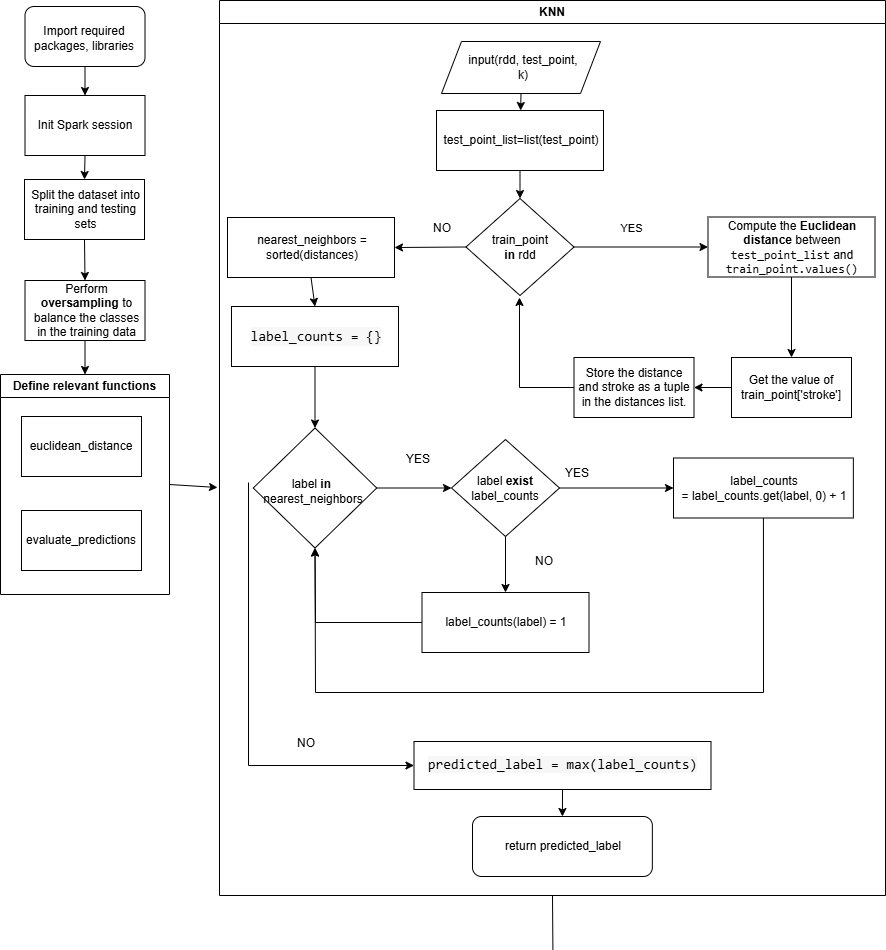 Import required
packages, libraries
Init Spark session
Split the dataset into
training and testing
sets
Perform
oversampling to
balance the classes
in the training data
Define relevant functions
euclidean_distance
evaluate_predictions
KNN
input(rdd, test_point,
k)
test_point_list=list(test_point)
train_point
in rdd
NO
YES
nearest_neighbors =
sorted(distances)
Compute the Euclidean
distance between
test_point_list and
train_point.values()
label_counts = {}
Store the distance
and stroke as a tuple
in the distances list.
Get the value of
train_point['stroke']
label in
nearest_neighbors
YES
label exist
label_counts
YES
label_counts
= label_counts.get(label, 0) + 1
NO
label_counts(label) = 1
NO
predicted_label = max(label_counts)
return predicted_label